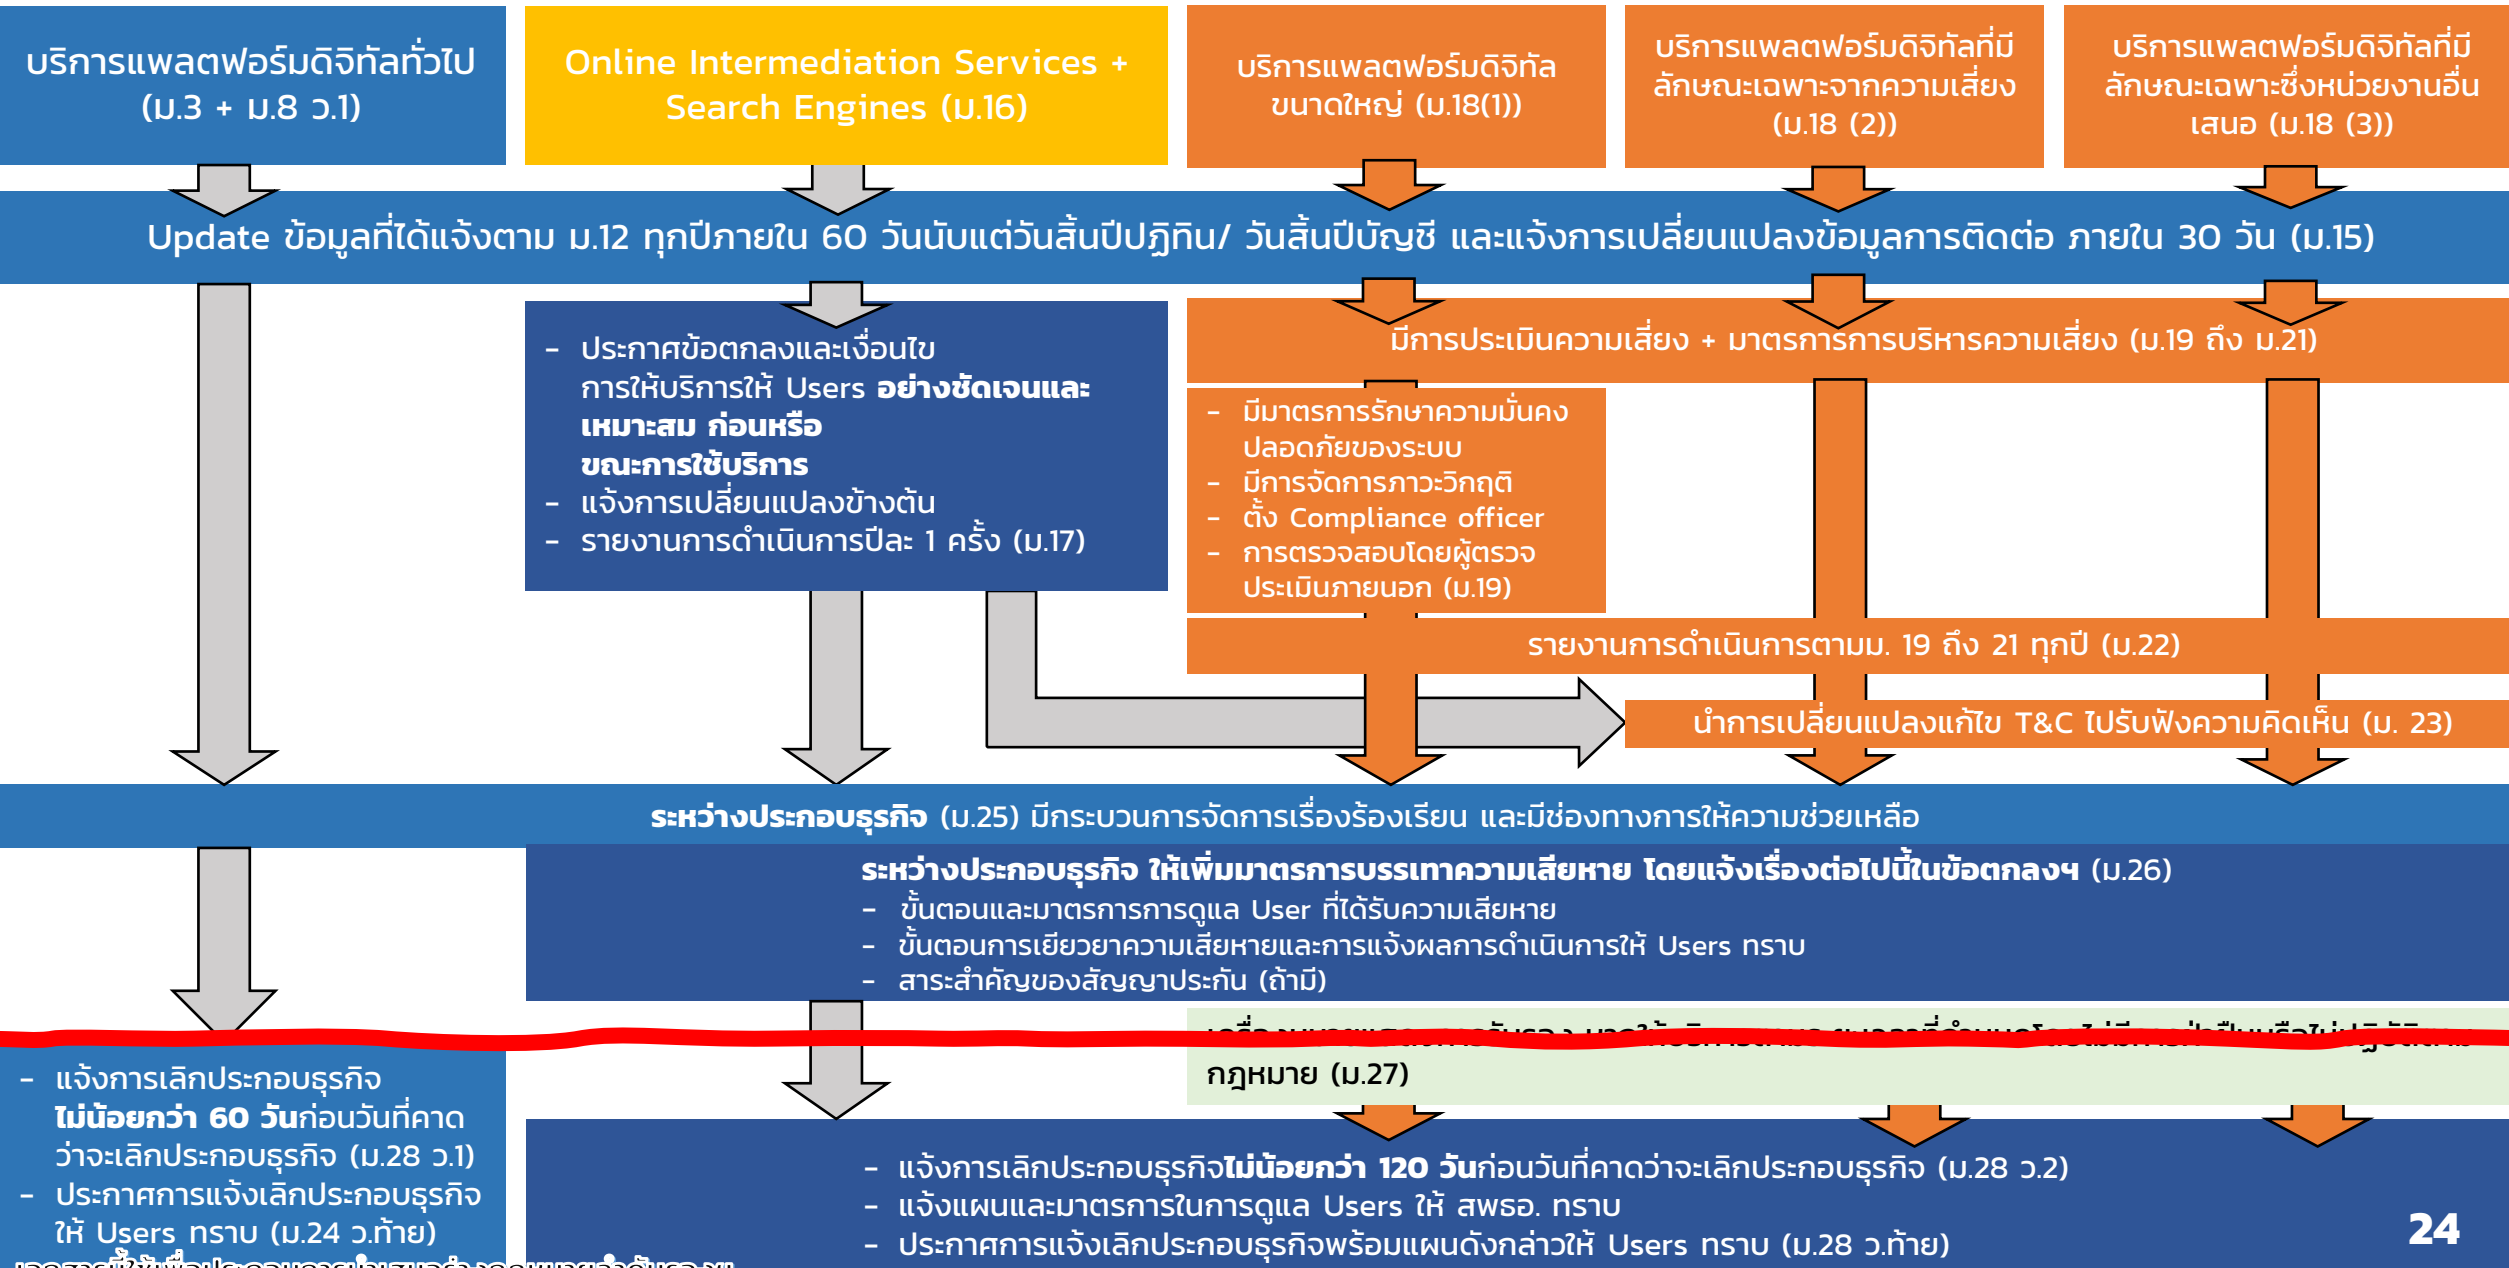 บริการแพลตฟอร์มดิจิทัลทั่วไป
(ม.3 + ม.8 ว.1)
Online Intermediation Services +
Search Engines (ม.16)
บริการแพลตฟอร์มดิจิทัล
ขนาดใหญ่ (ม.18(1))
บริการแพลตฟอร์มดิจิทัลที่มี
ลักษณะเฉพาะจากความเสี่ยง
(ม.18 (2))
บริการแพลตฟอร์มดิจิทัลที่มี
ลักษณะเฉพาะซึ่งหน่วยงานอื่น
เสนอ (ม.18 (3))
Update ข้อมูลที่ได้แจ้งตาม ม.12 ทุกปีภายใน 60 วันนับแต่วันสิ้นปีปฏิทิน/ วันสิ้นปีบัญชี และแจ้งการเปลี่ยนแปลงข้อมูลการติดต่อ ภายใน 30 วัน (ม.15)
- ประกาศข้อตกลงและเงื่อนไข
การให้บริการให้ Users อย่างชัดเจนและ
เหมาะสม ก่อนหรือ
ขณะการใช้บริการ
- แจ้งการเปลี่ยนแปลงข้างต้น
- รายงานการดำเนินการปีละ 1 ครั้ง (ม.17)
มีการประเมินความเสี่ยง + มาตรการการบริหารความเสี่ยง (ม.19 ถึง ม.21)
- มีมาตรการรักษาความมั่นคง
ปลอดภัยของระบบ
- มีการจัดการภาวะวิกฤติ
- ตั้ง Compliance officer
- การตรวจสอบโดยผู้ตรวจ
ประเมินภายนอก (ม.19)
รายงานการดำเนินการตามม. 19 ถึง 21 ทุกปี (ม.22)
นำการเปลี่ยนแปลงแก้ไข T&C ไปรับฟังความคิดเห็น (ม. 23)
ระหว่างประกอบธุรกิจ (ม.25) มีกระบวนการจัดการเรื่องร้องเรียน และมีช่องทางการให้ความช่วยเหลือ
ระหว่างประกอบธุรกิจ ให้เพิ่มมาตรการบรรเทาความเสียหาย โดยแจ้งเรื่องต่อไปนี้ในข้อตกลงฯ (ม.26)
- ขั้นตอนและมาตรการการดูแล User ที่ได้รับความเสียหาย
- ขั้นตอนการเยียวยาความเสียหายและการแจ้งผลการดำเนินการให้ Users ทราบ
- สาระสำคัญของสัญญาประกัน (ถ้ามี)
กฎหมาย (ม.27)
- แจ้งการเลิกประกอบธุรกิจ
ไม่น้อยกว่า 60 วันก่อนวันที่คาด
ว่าจะเลิกประกอบธุรกิจ (ม.28 ว.1)
- ประกาศการแจ้งเลิกประกอบธุรกิจ
ให้ Users ทราบ (ม.24 ว.ท้าย)
- แจ้งการเลิกประกอบธุรกิจไม่น้อยกว่า 120 วันก่อนวันที่คาดว่าจะเลิกประกอบธุรกิจ (ม.28 ว.2)
- แจ้งแผนและมาตรการในการดูแล Users ให้ สพธอ. ทราบ
- ประกาศการแจ้งเลิกประกอบธุรกิจพร้อมแผนดังกล่าวให้ Users ทราบ (ม.28 ว.ท้าย)
24